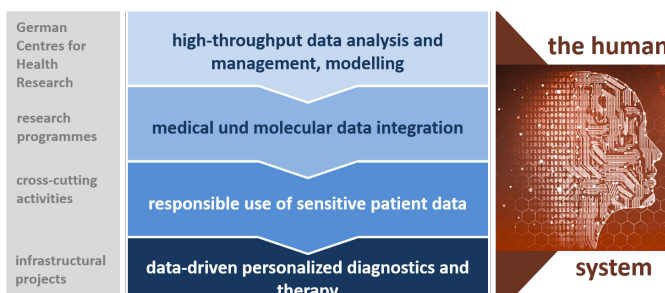 German
Centres for
Health
Research
high-throughput data analysis and
management, modelling
research
programmes
medical und molecular data integration
cross-cutting
activities
responsible use of sensitive patient data
infrastructural
projects
data-driven personalized diagnostics and
therapy
the human
system